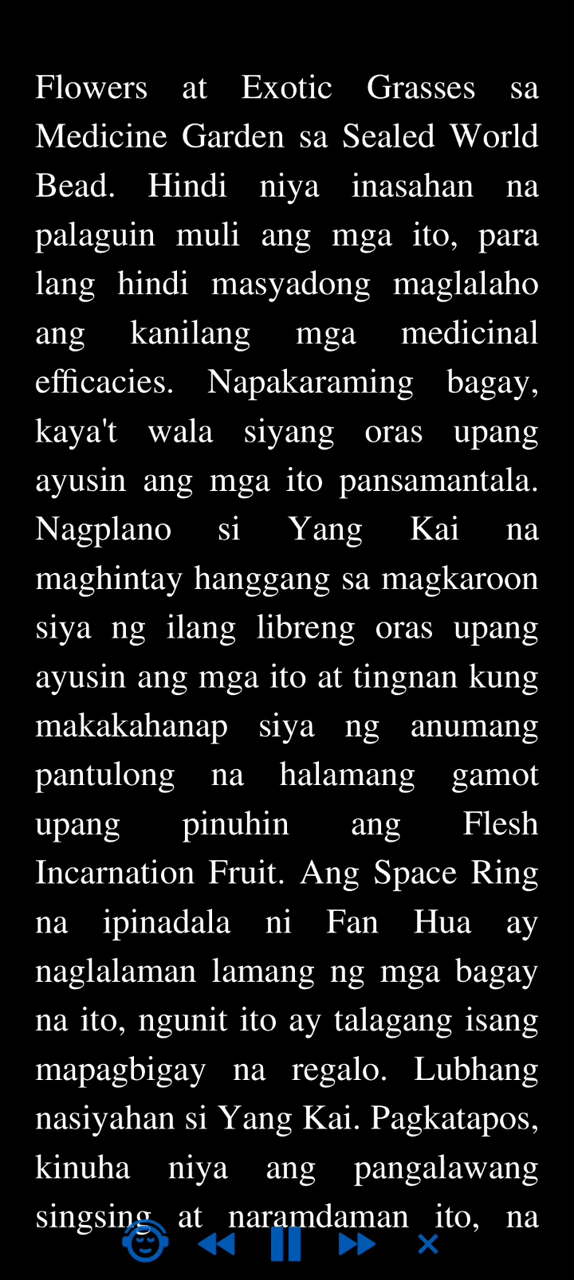 Flowers at Exotic Grasses sa
Medicine Garden sa Sealed World
Bead. Hindi niya inasahan na
palaguin muli ang mga ito, para
lang hindi masyadong maglalaho
ang kanilang mga medicinal
efficacies. Napakaraming bagay,
kaya't wala siyang oras upang
ayusin ang mga ito pansamantala.
Nagplano si Yang Kai na
maghintay hanggang sa magkaroon
siya ng ilang libreng oras upang
ayusin ang mga ito at tingnan kung
makakahanap siya ng anumang
pantulong na halamang gamot
upang pinuhin ang Flesh
Incarnation Fruit. Ang Space Ring
na ipinadala ni Fan Hua ay
naglalaman lamang ng mga bagay
na ito, ngunit ito ay talagang isang
mapagbigay na regalo. Lubhang
nasiyahan si Yang Kai. Pagkatapos,
kinuha niya ang pangalawang
singsing at naramdaman ito, na